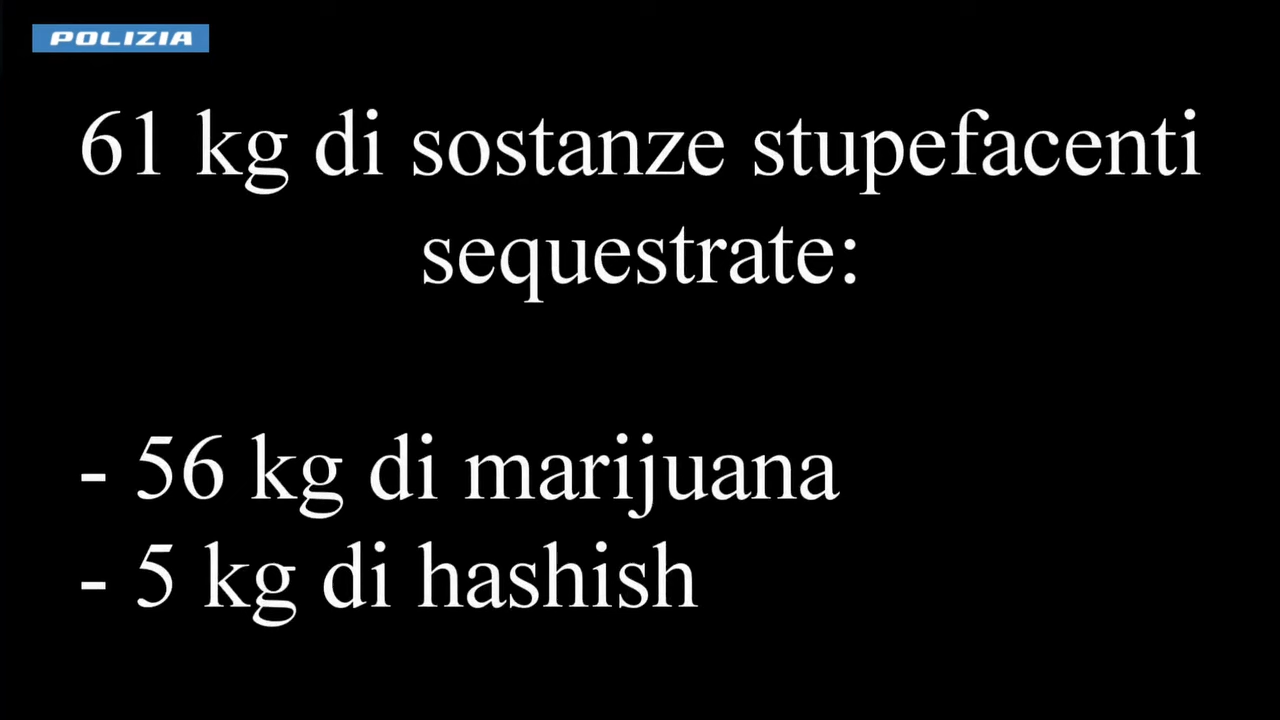 POLIZIA
61 kg di sostanze stupefacenti
sequestrate:
- 56 kg di marijuana
- 5 kg di hashish